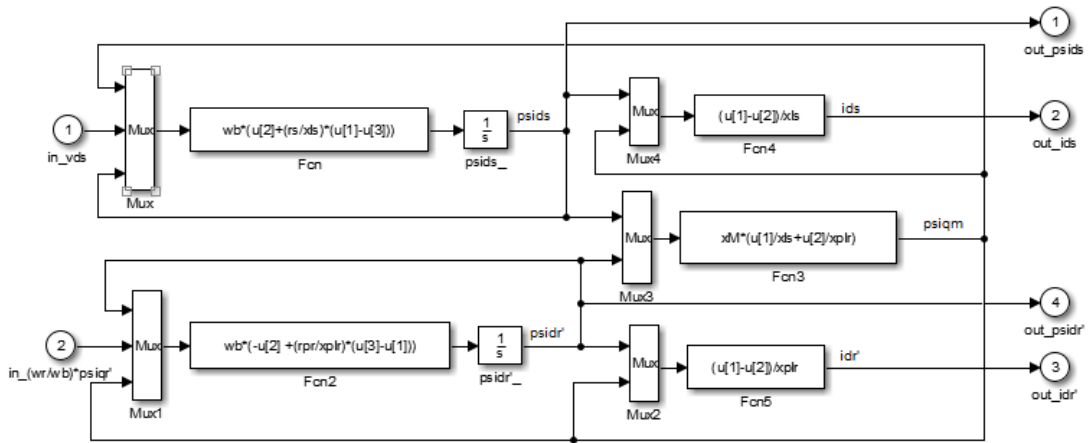 1
out_psids
Mux
1
in_vds
wb*(u[2]+(rs/xls)*(u[1]-u[3]))
Fcn
1
s
psids_
psids
Mux
Mux
Mux4
(u[1]-u[2])/xls
Fcn4
ids
2
out_ids
Mux
Mux3
xM*(u[1]/xls+u[2]/xplr)
Fcn3
psiqm
4
out_psidr'
2
in_(wr/wb)*psiqr'
Mux
Mux1
wb*(-u[2] +(rpr/xplr)*(u[3]-u[1]))
Fcn2
1
s
psidr'_
psidr'
Mux
Mux2
(u[1]-u[2])/xplr
Fcn5
idr'
3
out_idr'